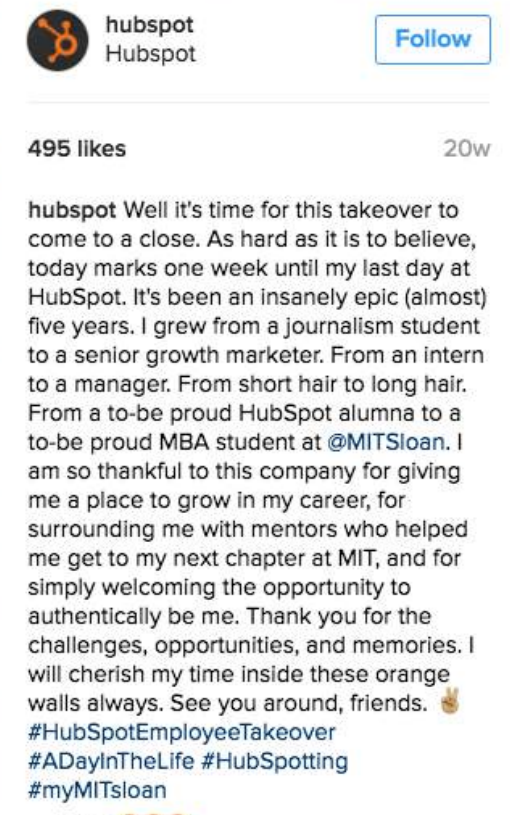 hubspot
Hubspot
Follow
495 likes
20w
hubspot Well it's time for this takeover to
come to a close. As hard as it is to believe,
today marks one week until my last day at
HubSpot. It's been an insanely epic (almost)
five years. I grew from a journalism student
to a senior growth marketer. From an intern
to a manager. From short hair to long hair.
From a to-be proud HubSpot alumna to a
to-be proud MBA student at @MITSloan. I
am so thankful to this company for giving
me a place to grow in my career, for
surrounding me with mentors who helped
me get to my next chapter at MIT, and for
simply welcoming the opportunity to
authentically be me. Thank you for the
challenges, opportunities, and memories. I
will cherish my time inside these orange
walls always. See you around, friends. ✌🏽
#HubSpotEmployeeTakeover
#ADayInTheLife #HubSpotting
#myMITsloan